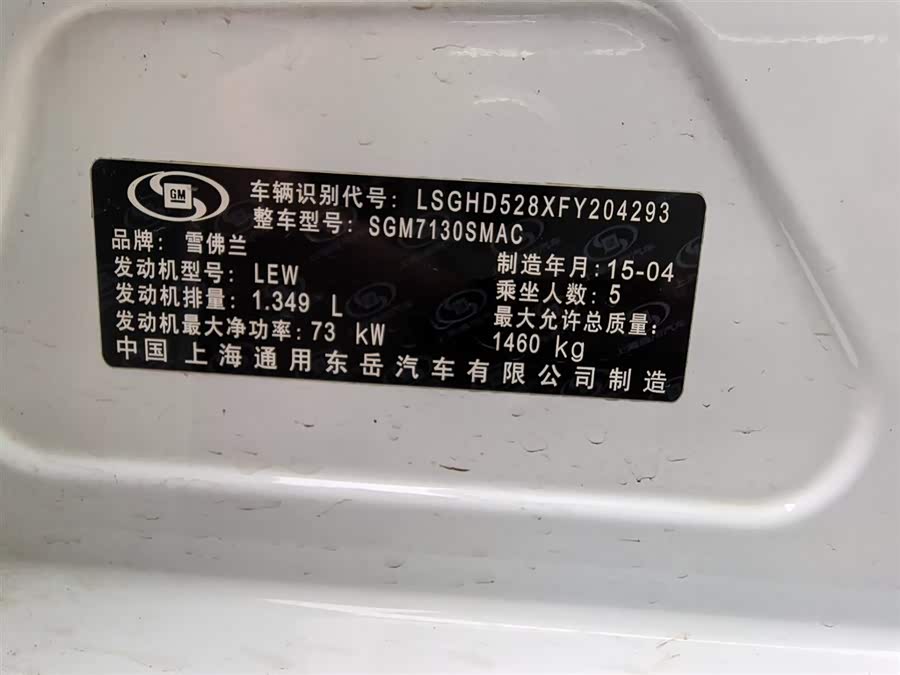 GM
车辆识别代号: LSGHD528XFY204293
整车型号: SGM7130SMAC
品牌: 雪佛兰
发动机型号: LEW
制造年月: 15-04
发动机排量: 1.349 L
乘坐人数: 5
发动机最大净功率: 73 kW
最大允许总质量:
1460 kg
中国 上海通用东岳汽车有限公司制造